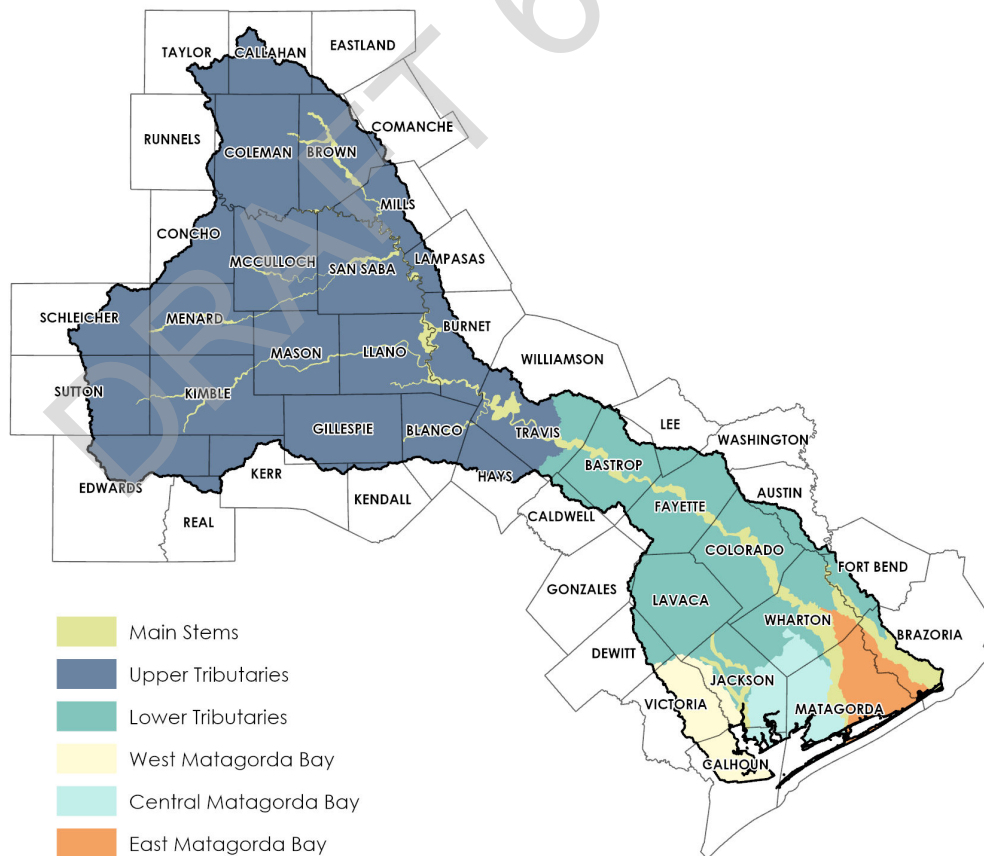 DRAFT 6
TAYLOR
CALLAHAN
EASTLAND
RUNNELS
COLEMAN
BROWN
COMANCHE
MILLS
CONCHO
MCCULLOCH
SAN SABA
LAMPASAS
SCHLEICHER
MENARD
BURNET
MASON
LLANO
WILLIAMSON
SUTTON
KIMBLE
GILLESPIE
BLANCO
TRAVIS
LEE
WASHINGTON
BASTROP
EDWARDS
KERR
KENDALL
HAYS
AUSTIN
REAL
CALDWELL
FAYETTE
COLORADO
FORT BEND
GONZALES
LAVACA
WHARTON
BRAZORIA
DEWITT
JACKSON
VICTORIA
MATAGORDA
CALHOUN
Main Stems
Upper Tributaries
Lower Tributaries
West Matagorda Bay
Central Matagorda Bay
East Matagorda Bay